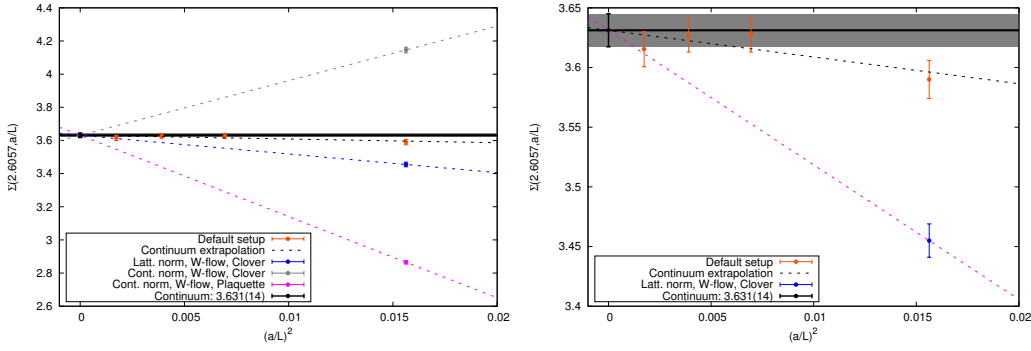 4.4
4.2
4
3.8
3.6
3.4
3.2
3
2.8
2.6
Σ(2.6057,a/L)
Default setup
Continuum extrapolation
Latt. norm, W-flow, Clover
Cont. norm, W-flow, Clover
Cont. norm, W-flow, Plaquette
Continuum: 3.631(14)
0 0.005 0.01 0.015 0.02
(a/L)²
3.65
3.6
3.55
3.5
3.45
3.4
Σ(2.6057,a/L)
Default setup
Continuum extrapolation
Latt. norm, W-flow, Clover
Continuum: 3.631(14)
0 0.005 0.01 0.015 0.02
(a/L)²